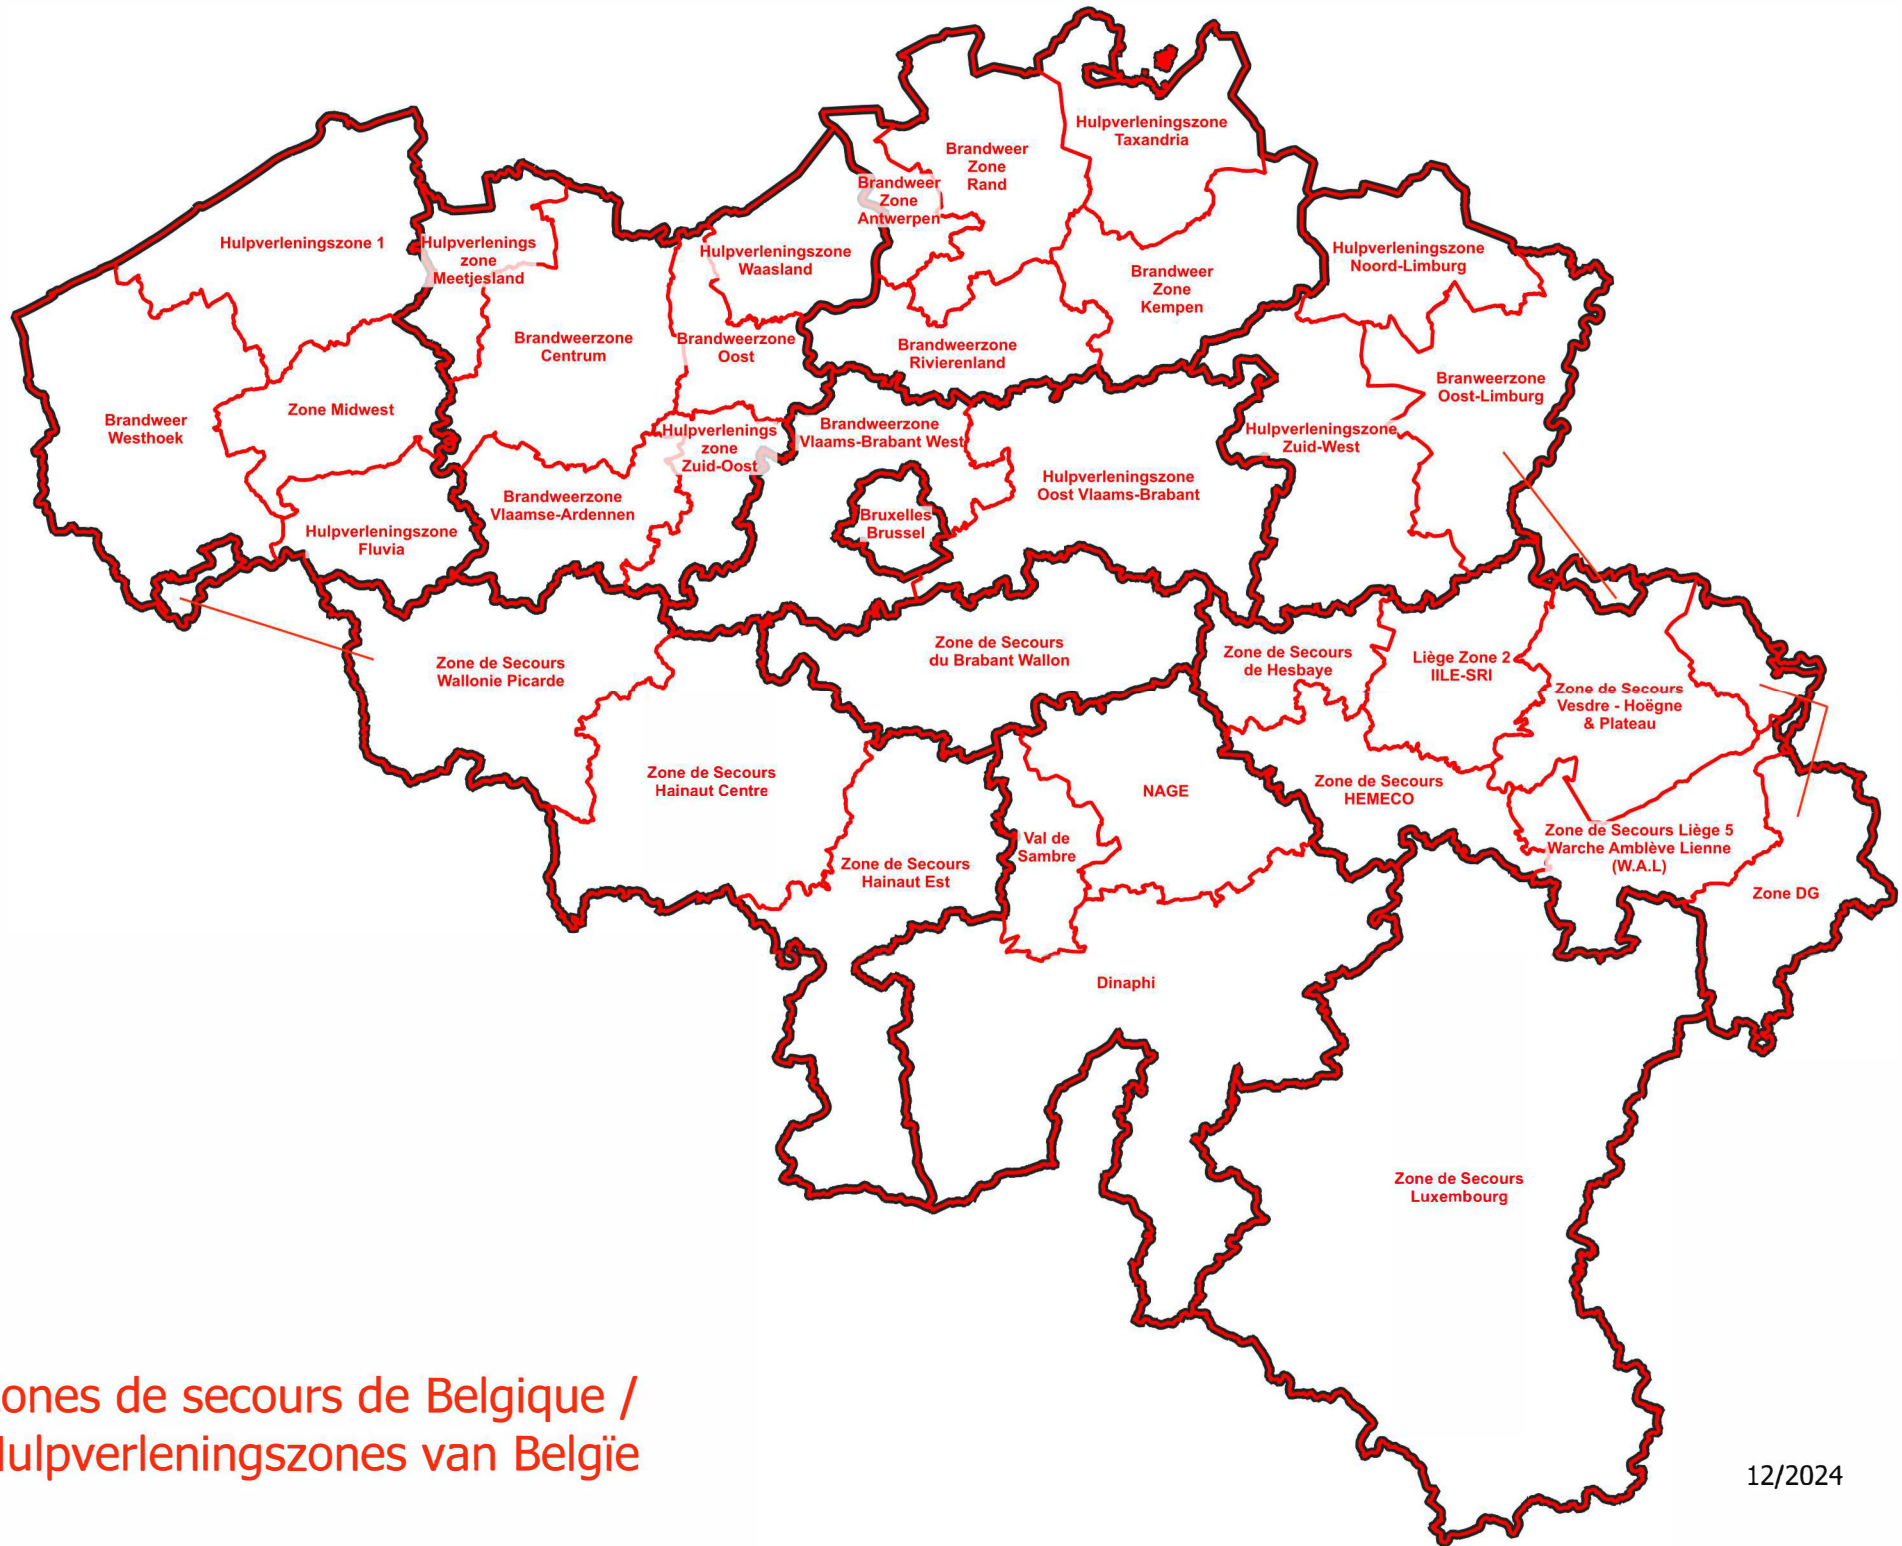 Hulpverleningszone
Taxandria
Brandweer
Zone
Rand
Brandweer
Zone
Antwerpen
Hulpverleningszone 1
Hulpverlenings
zone
Meetjesland
Hulpverleningszone
Waasland
Brandweer
Zone
Kempen
Hulpverleningszone
Noord-Limburg
Brandweerzone
Centrum
Brandweerzone
Oost
Brandweerzone
Rivierenland
Branweerzone
Oost-Limburg
Brandweer
Westhoek
Zone Midwest
Hulpverlenings
zone
Zuid-Oost
Brandweerzone
Vlaams-Brabant West
Hulpverleningszone
Zuid-West
Hulpverleningszone
Oost Vlaams-Brabant
Brandweerzone
Vlaamse-Ardennen
Bruxelles
Brussel
Hulpverleningszone
Fluvia
Zone de Secours
Wallonie Picarde
Zone de Secours
du Brabant Wallon
Zone de Secours
de Hesbaye
Liège Zone 2
IILE-SRI
Zone de Secours
Vesdre - Hoëgne
& Plateau
Zone de Secours
Hainaut Centre
NAGE
Zone de Secours
HEMECO
Val de
Sambre
Zone de Secours
Hainaut Est
Zone de Secours Liège 5
Warche Amblève Lienne
(W.A.L)
Zone DG
Dinaphi
Zone de Secours
Luxembourg
ones de secours de Belgique /
Hulpverleningszones van Belgïe
12/2024